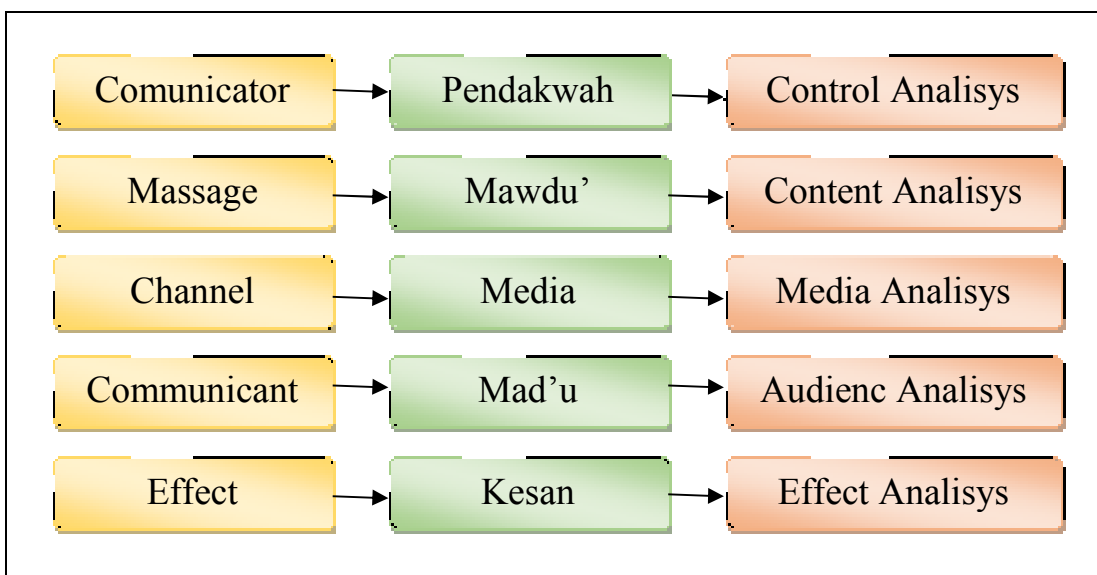 Comunicator Pendakwah Control Analisys
Massage Mawdu’ Content Analisys
Channel Media Media Analisys
Communicant Mad’u Audienc Analisys
Effect Kesan Effect Analisys